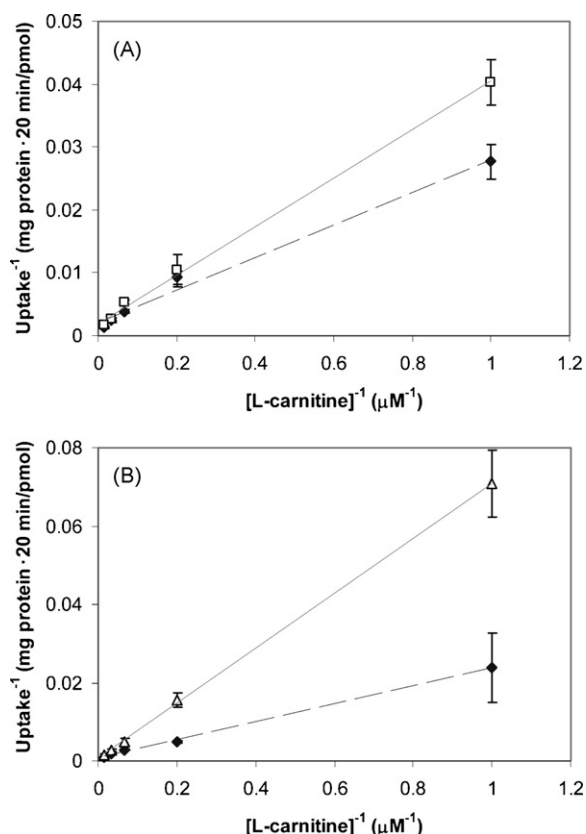 (A)
0.05
0.04
0.03
0.02
0.01
0
0 0.2 0.4 0.6 0.8 1 1.2
Uptake⁻¹ (mg protein·20 min/pmol)
[L-carnitine]⁻¹ (μM⁻¹)
(B)
0.08
0.06
0.04
0.02
0
0 0.2 0.4 0.6 0.8 1 1.2
Uptake⁻¹ (mg protein·20 min/pmol)
[L-carnitine]⁻¹ (μM⁻¹)